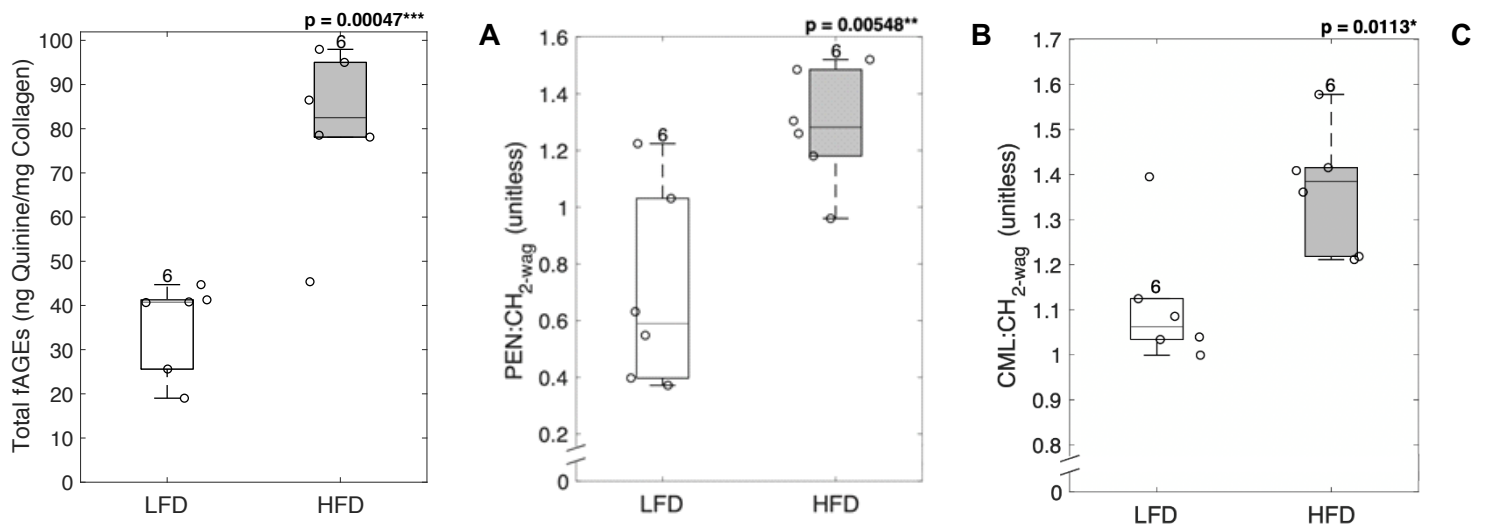 p = 0.00047***
A
Total fAGEs (ng Quinine/mg Collagen)
100
90
80
70
60
50
40
30
20
10
0
6
6
LFD
HFD
p = 0.00548**
B
PEN:CH2-wag (unitless)
1.6
1.4
1.2
1
0.8
0.6
0.4
0.2
0
6
6
LFD
HFD
p = 0.0113*
C
CML:CH2-wag (unitless)
1.7
1.6
1.5
1.4
1.3
1.2
1.1
1
0.9
0.8
0
6
6
LFD
HFD